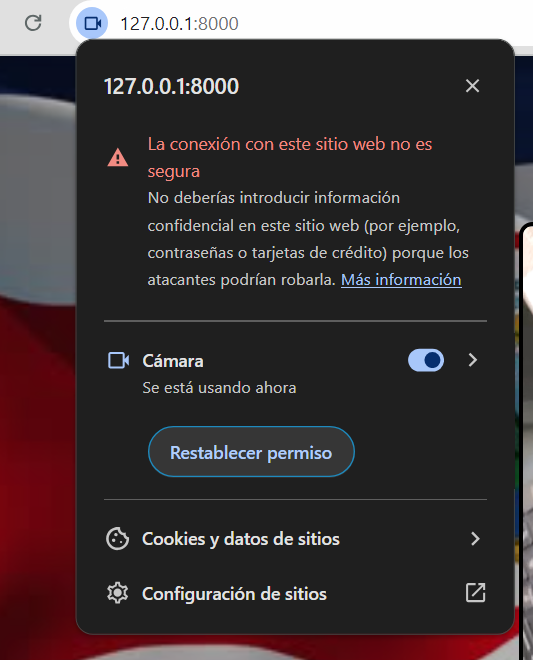 127.0.0.1:8000
127.0.0.1:8000
La conexión con este sitio web no es
segura
No deberías introducir información
confidencial en este sitio web (por ejemplo,
contraseñas o tarjetas de crédito) porque los
atacantes podrían robarla. Más información
Cámara
Se está usando ahora
Restablecer permiso
Cookies y datos de sitios
Configuración de sitios